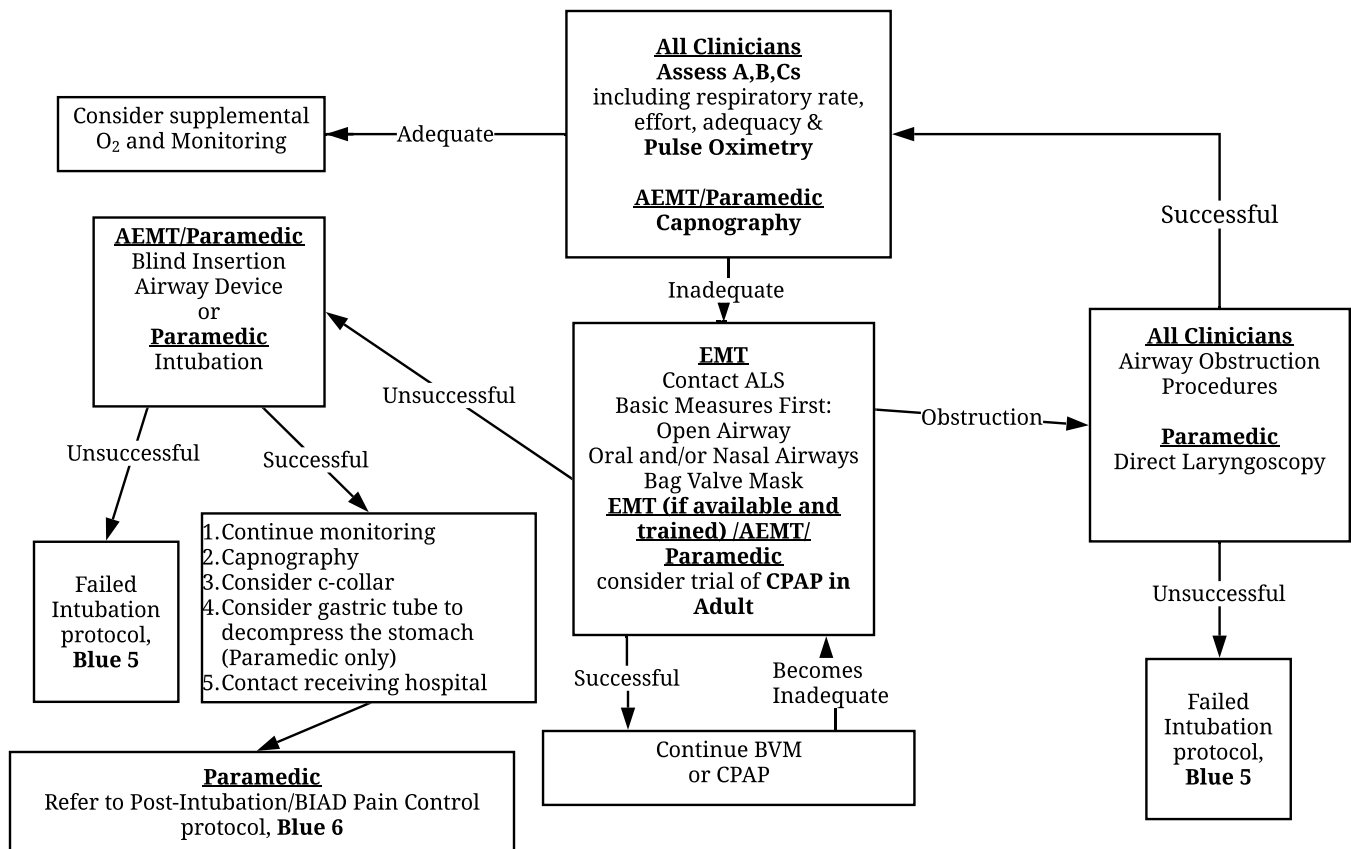 All Clinicians
Assess A,B,Cs
including respiratory rate,
effort, adequacy &
Pulse Oximetry
AEMT/Paramedic
Capnography
Adequate
Consider supplemental
O₂ and Monitoring
Inadequate
EMT
Contact ALS
Basic Measures First:
Open Airway
Oral and/or Nasal Airways
Bag Valve Mask
EMT (if available and
trained) /AEMT/
Paramedic
consider trial of CPAP in
Adult
Obstruction
All Clinicians
Airway Obstruction
Procedures
Paramedic
Direct Laryngoscopy
Successful
Unsuccessful
Failed
Intubation
protocol,
Blue 5
Successful
Becomes
Inadequate
Continue BVM
or CPAP
Unsuccessful
AEMT/Paramedic
Blind Insertion
Airway Device
or
Paramedic
Intubation
Unsuccessful
Failed
Intubation
protocol,
Blue 5
Successful
1. Continue monitoring
2. Capnography
3. Consider c-collar
4. Consider gastric tube to
decompress the stomach
(Paramedic only)
5. Contact receiving hospital
Paramedic
Refer to Post-Intubation/BIAD Pain Control
protocol, Blue 6